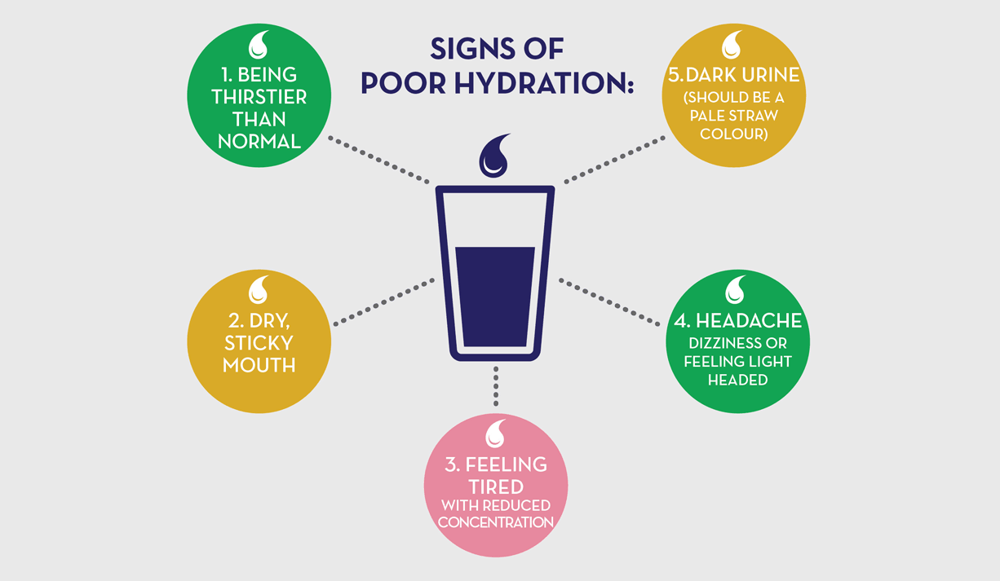 SIGNS OF
POOR HYDRATION:
1. BEING
THIRSTIER
THAN
NORMAL
2. DRY,
STICKY
MOUTH
3. FEELING
TIRED
WITH REDUCED
CONCENTRATION
4. HEADACHE
DIZZINESS OR
FEELING LIGHT
HEADED
5. DARK URINE
(SHOULD BE A
PALE STRAW
COLOUR)